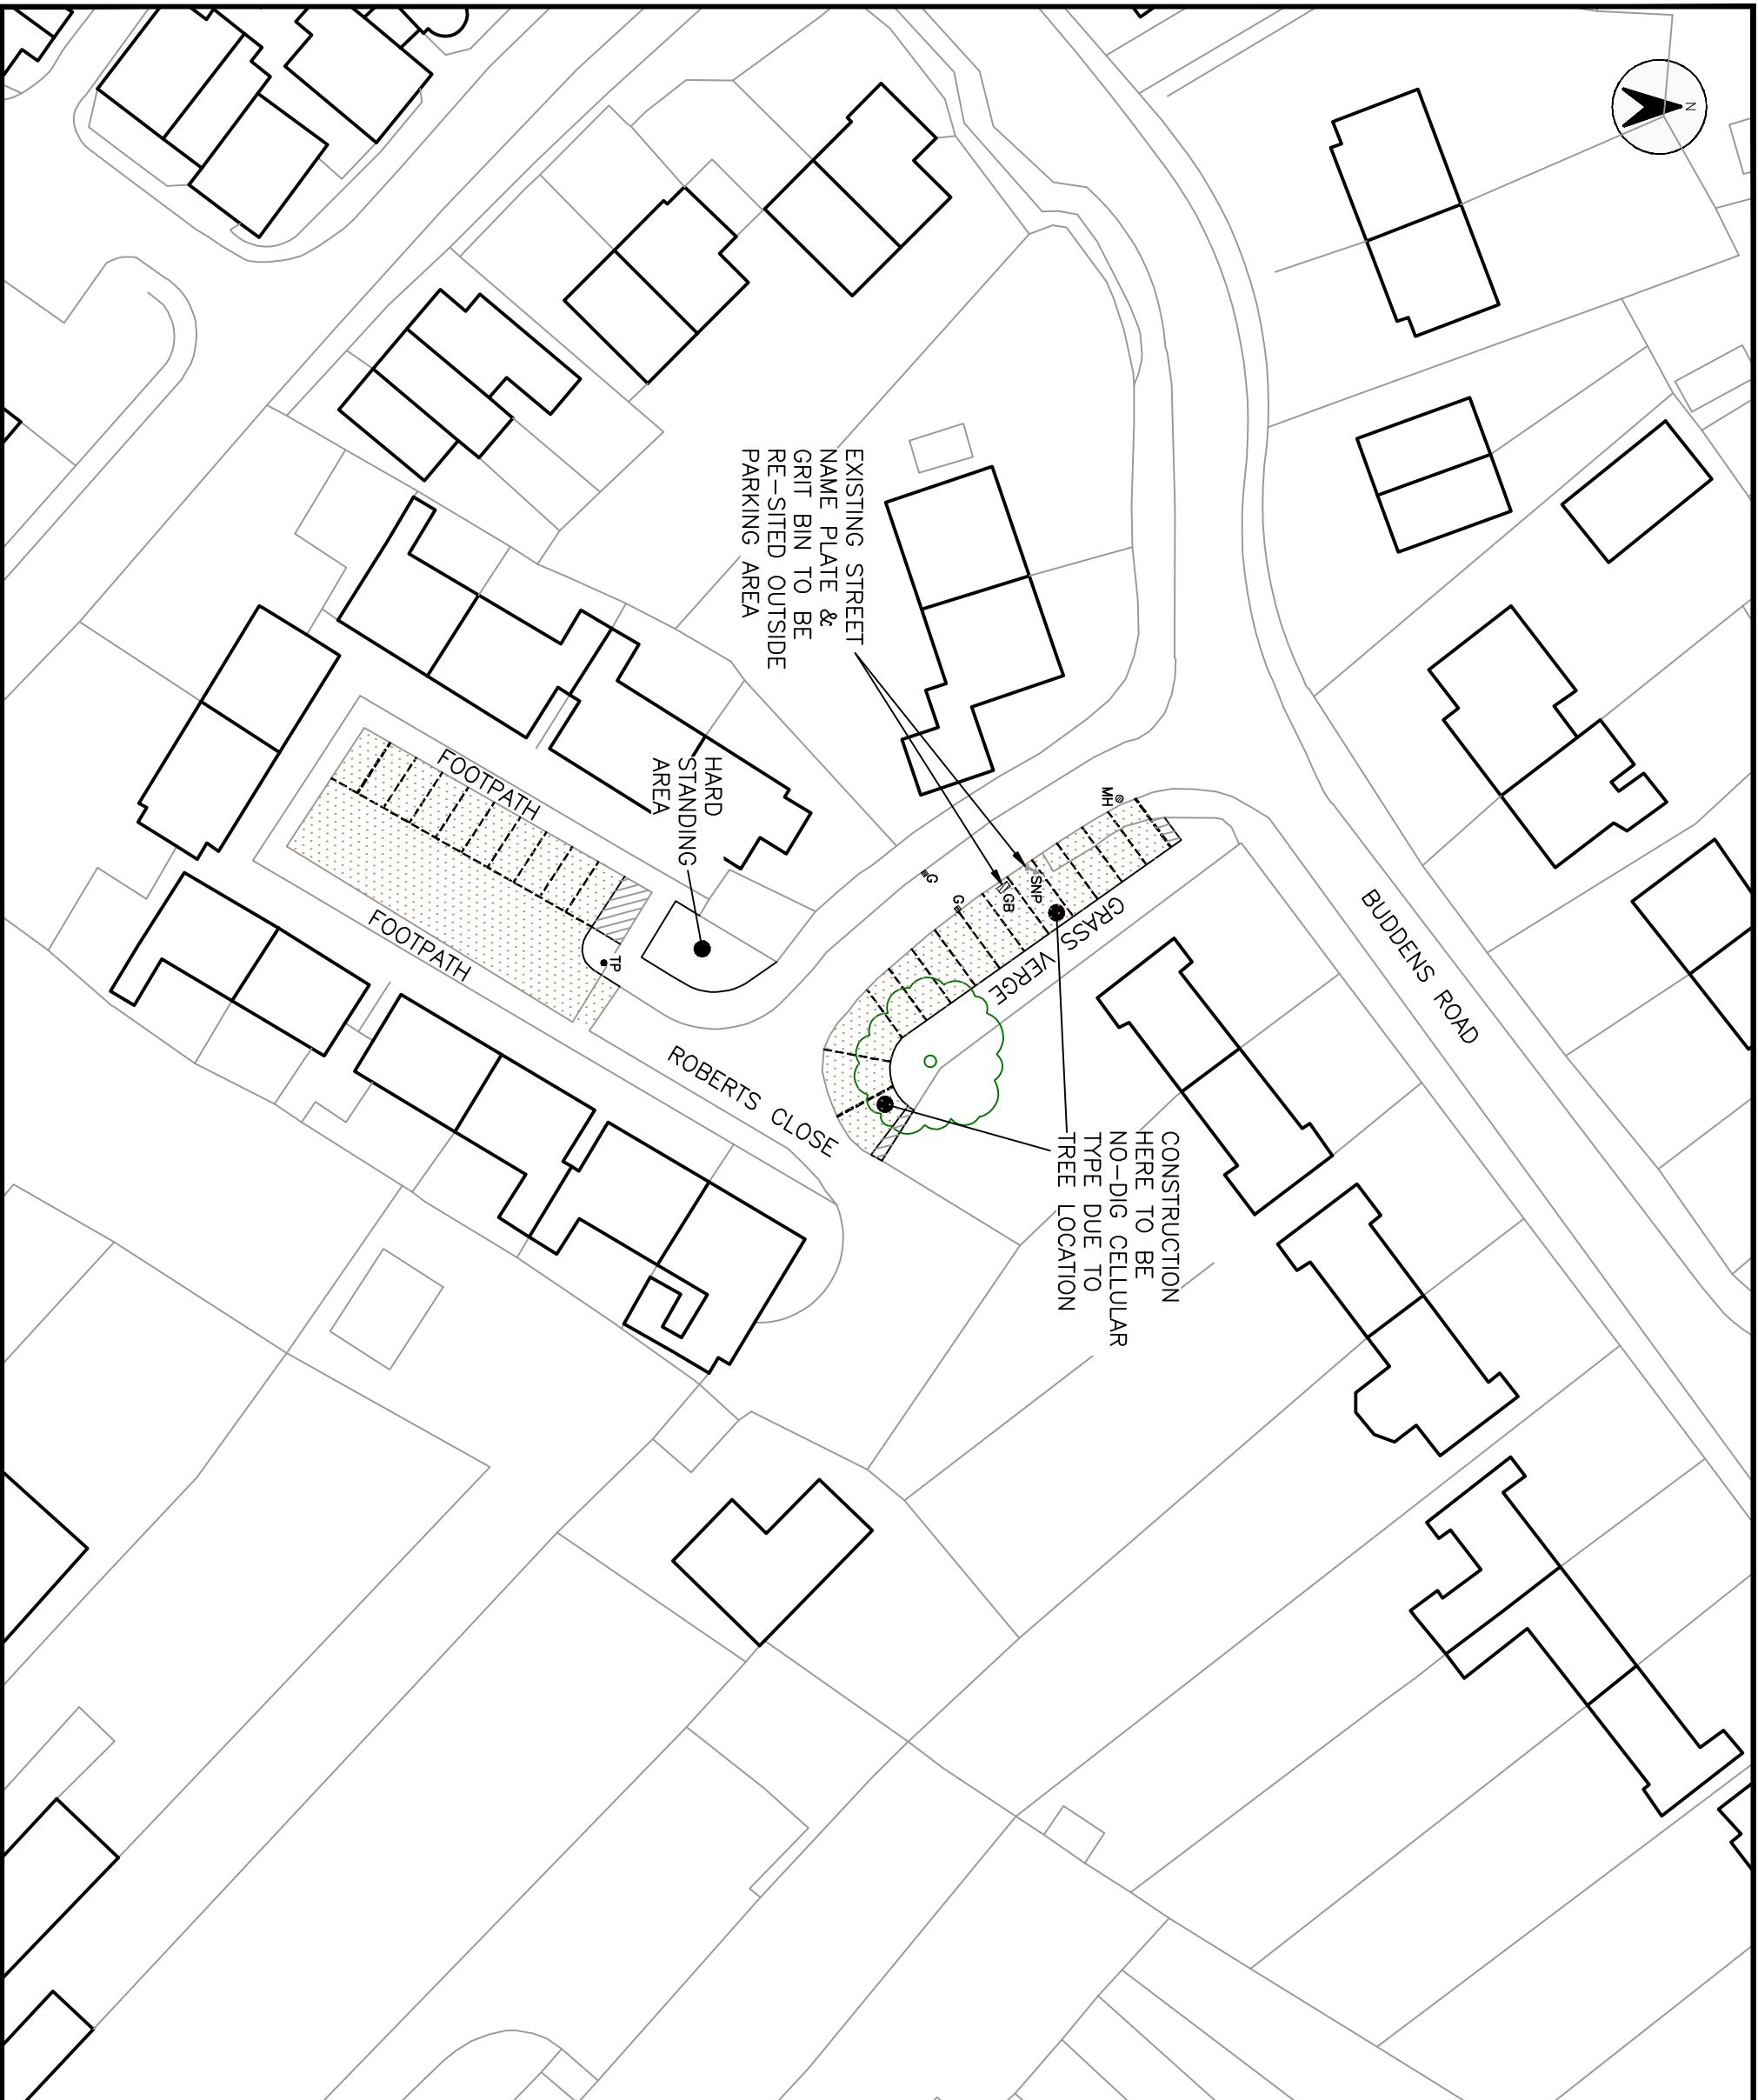 N
EXISTING STREET
NAME PLATE &
GRIT BIN TO BE
RE-SITED OUTSIDE
PARKING AREA
BUDDENS ROAD
MH
SNP
GB
G
G
GRASS VERGE
HARD
STANDING
AREA
FOOTPATH
FOOTPATH
TP
ROBERTS CLOSE
CONSTRUCTION
HERE TO BE
NO-DIG CELLULAR
TYPE DUE TO
TREE LOCATION